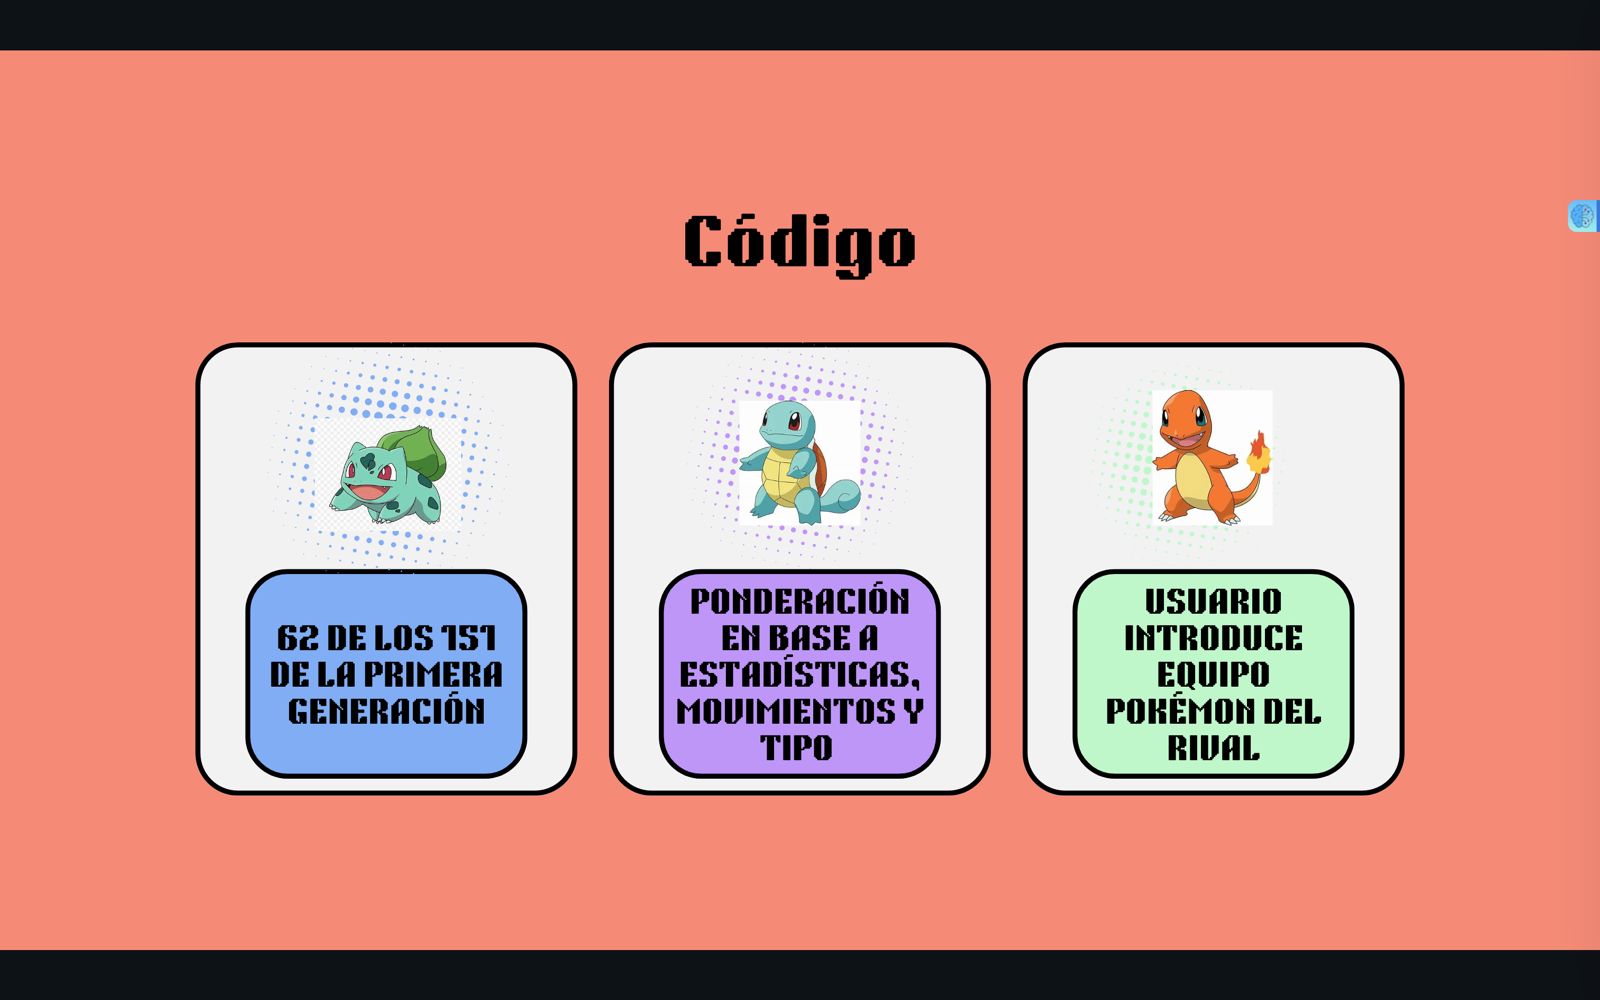 Código
62 DE LOS 151
DE LA PRIMERA
GENERACIÓN
PONDERACIÓN
EN BASE A
ESTADÍSTICAS,
MOVIMIENTOS Y
TIPO
USUARIO
INTRODUCE
EQUIPO
POKÉMON DEL
RIVAL